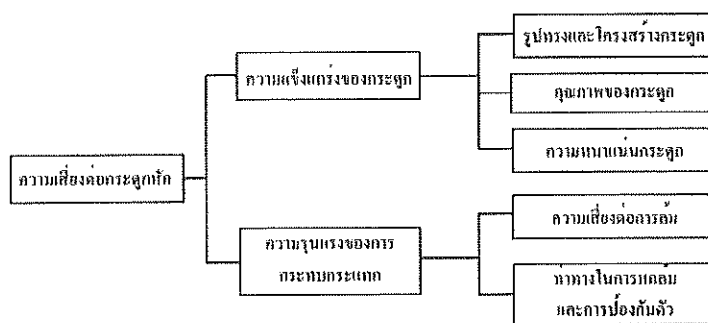 รูปทรงและโครงสร้างกระดูก
ความแข็งแกร่งของกระดูก
คุณภาพของกระดูก
ความหนาแน่นกระดูก
ความเสี่ยงต่อกระดูกหัก
ความเสี่ยงต่อการล้ม
ความรุนแรงของการ
กระทบกระแทก
ท่าทางในการหกล้ม
และการป้องกันตัว